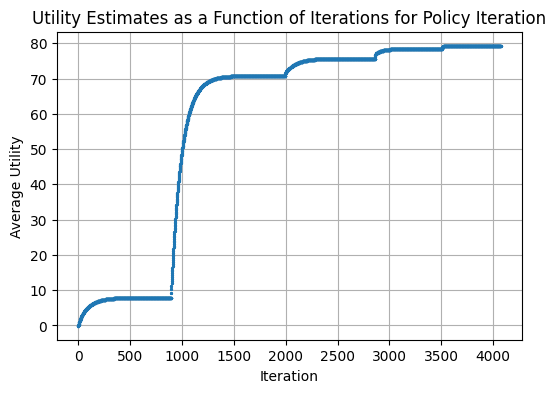 Utility Estimates as a Function of Iterations for Policy Iteration
80
70
60
50
40
30
20
10
0
Average Utility
0 500 1000 1500 2000 2500 3000 3500 4000
Iteration